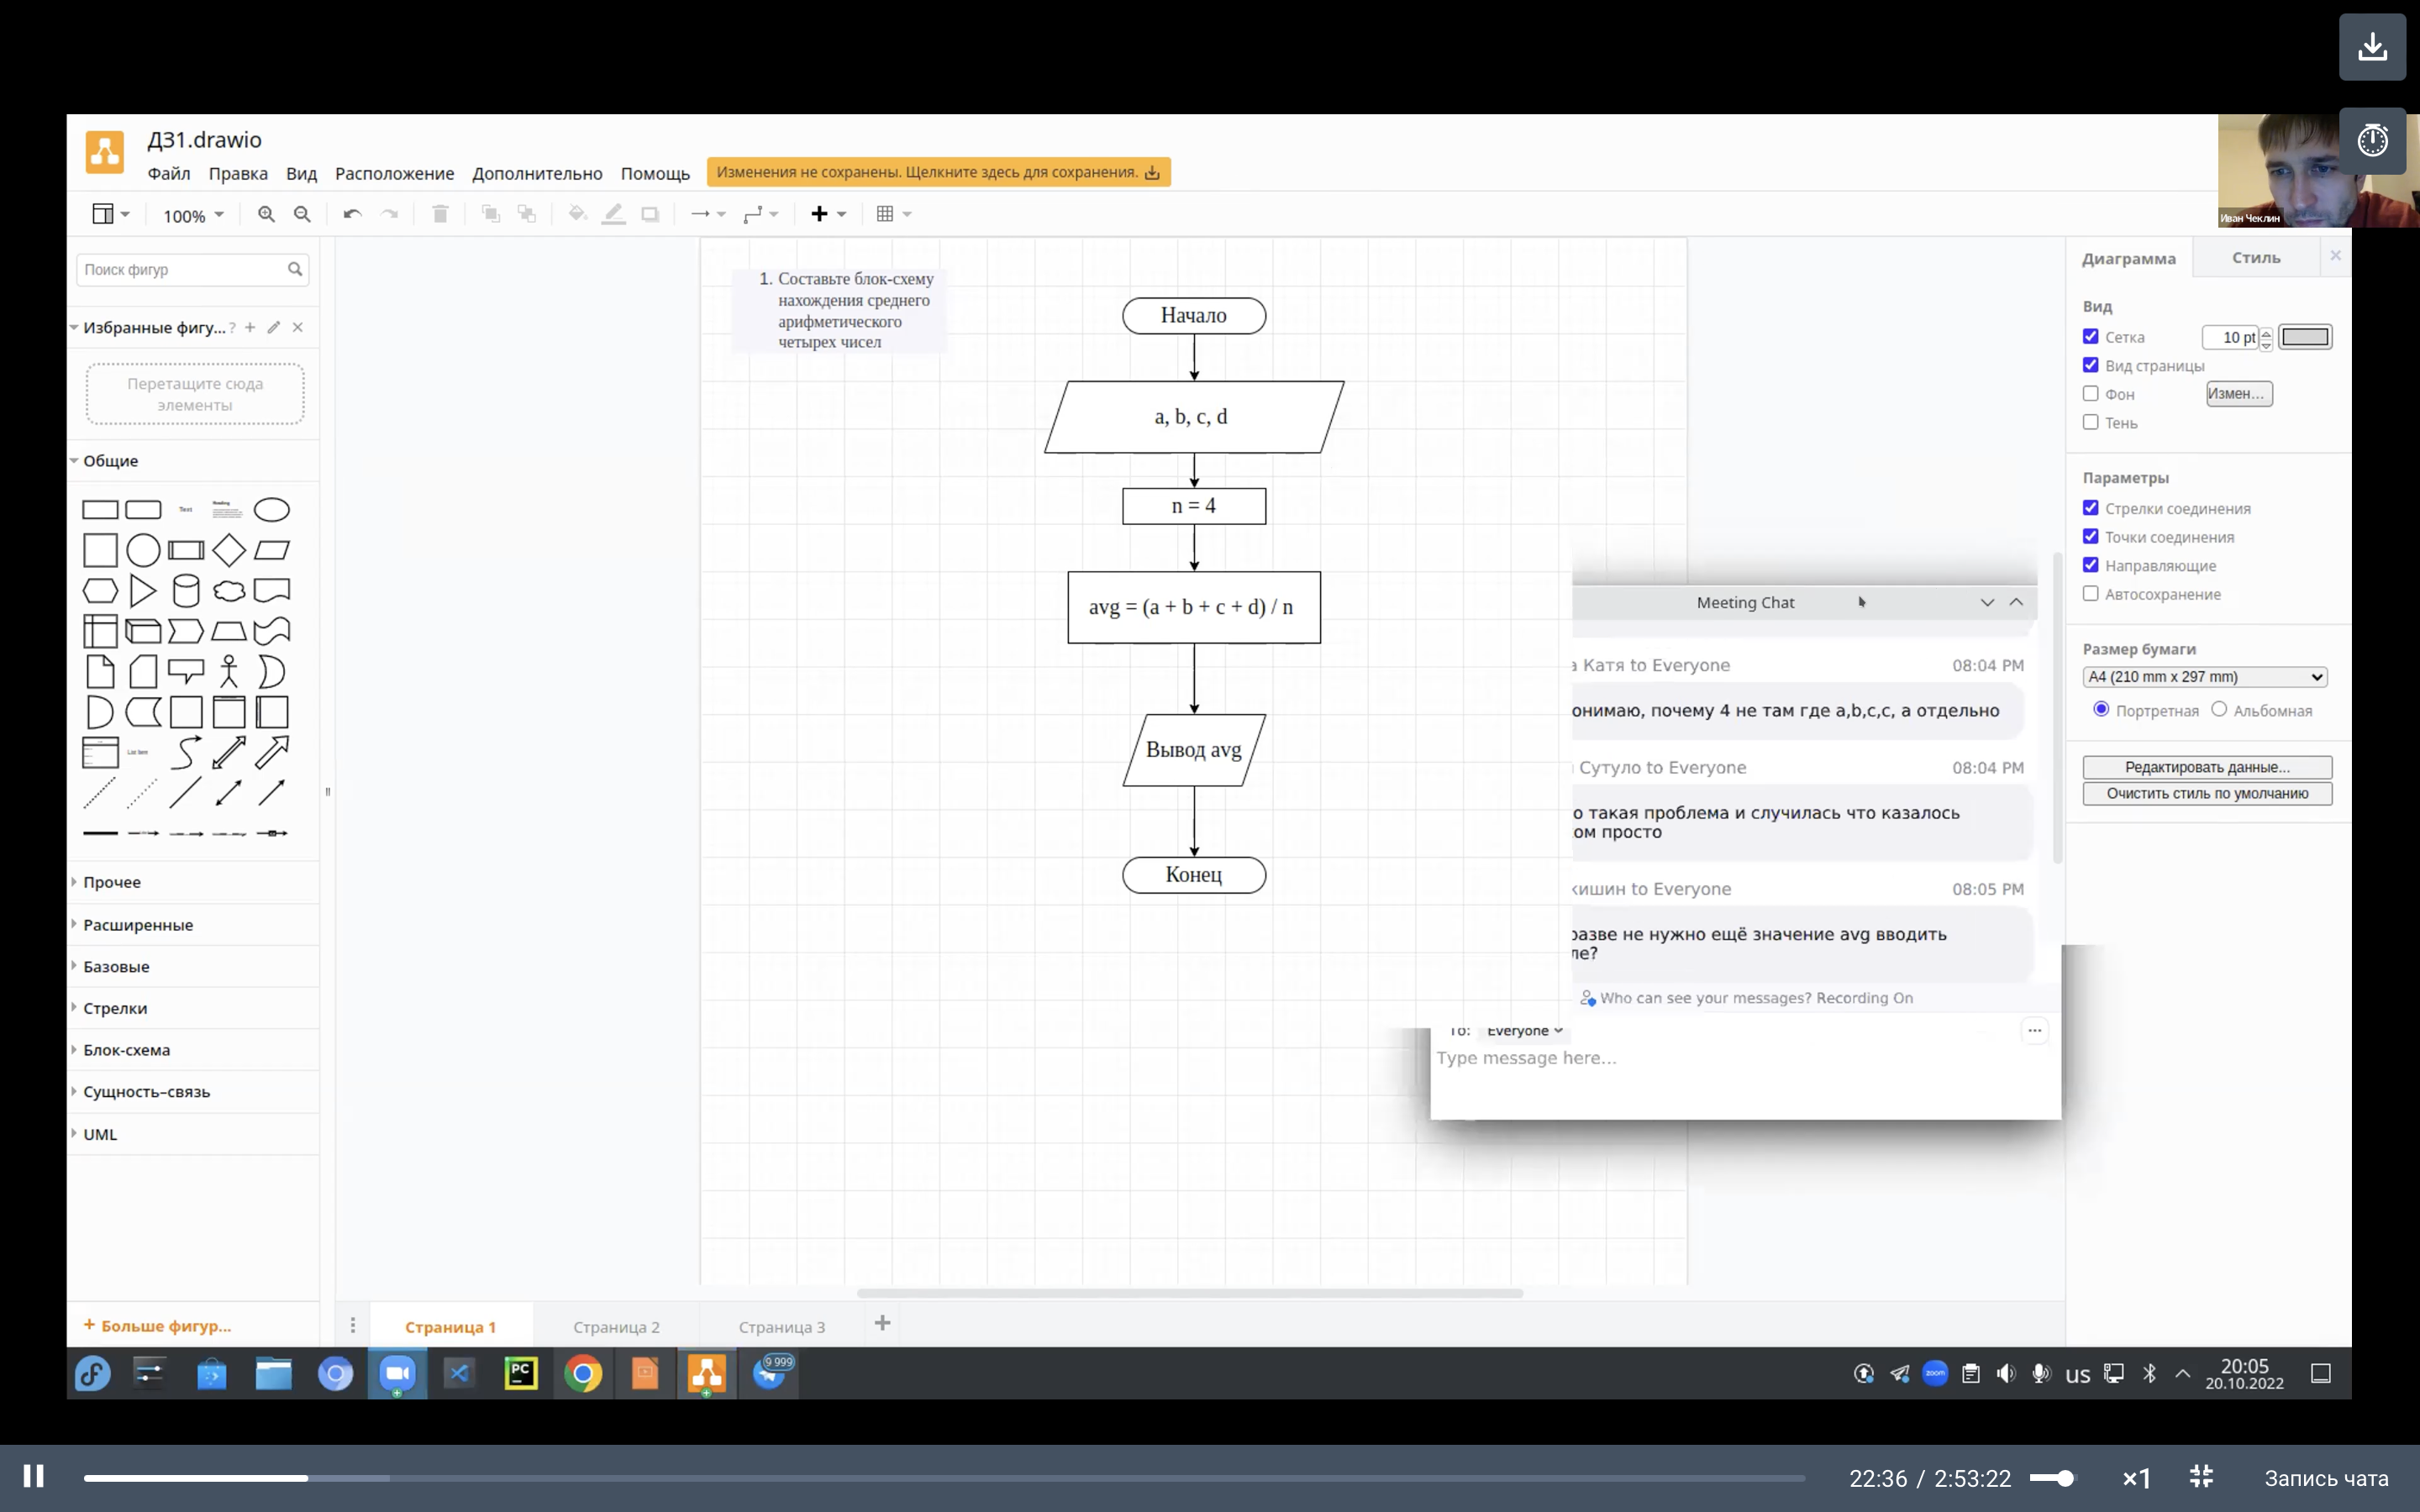 ДЗ1.drawio
Файл Правка Вид Расположение Дополнительно Помощь
Изменения не сохранены. Щелкните здесь для сохранения.
100%
Иван Чеклин
Поиск фигур
Избранные фигу... ?
Перетащите сюда
элементы
Общие
Text
Heading
List Item
Прочее
Расширенные
Базовые
Стрелки
Блок-схема
Сущность–связь
UML
+ Больше фигур...
1. Составьте блок-схему
нахождения среднего
арифметического
четырех чисел
Начало
a, b, c, d
n = 4
avg = (a + b + c + d) / n
Вывод avg
Конец
Meeting Chat
а Катя to Everyone 08:04 PM
онимаю, почему 4 не там где a,b,c,c, а отдельно
Сутуло to Everyone 08:04 PM
о такая проблема и случилась что казалось
ом просто
кишин to Everyone 08:05 PM
разве не нужно ещё значение avg вводить
ле?
Who can see your messages? Recording On
To: Everyone
Type message here...
Диаграмма Стиль
Вид
Сетка 10 pt
Вид страницы
Фон Измен...
Тень
Параметры
Стрелки соединения
Точки соединения
Направляющие
Автосохранение
Размер бумаги
A4 (210 mm x 297 mm)
Портретная Альбомная
Редактировать данные...
Очистить стиль по умолчанию
Страница 1 Страница 2 Страница 3
PC
9 999
zoom
us
20:05
20.10.2022
22:36 / 2:53:22
×1
Запись чата